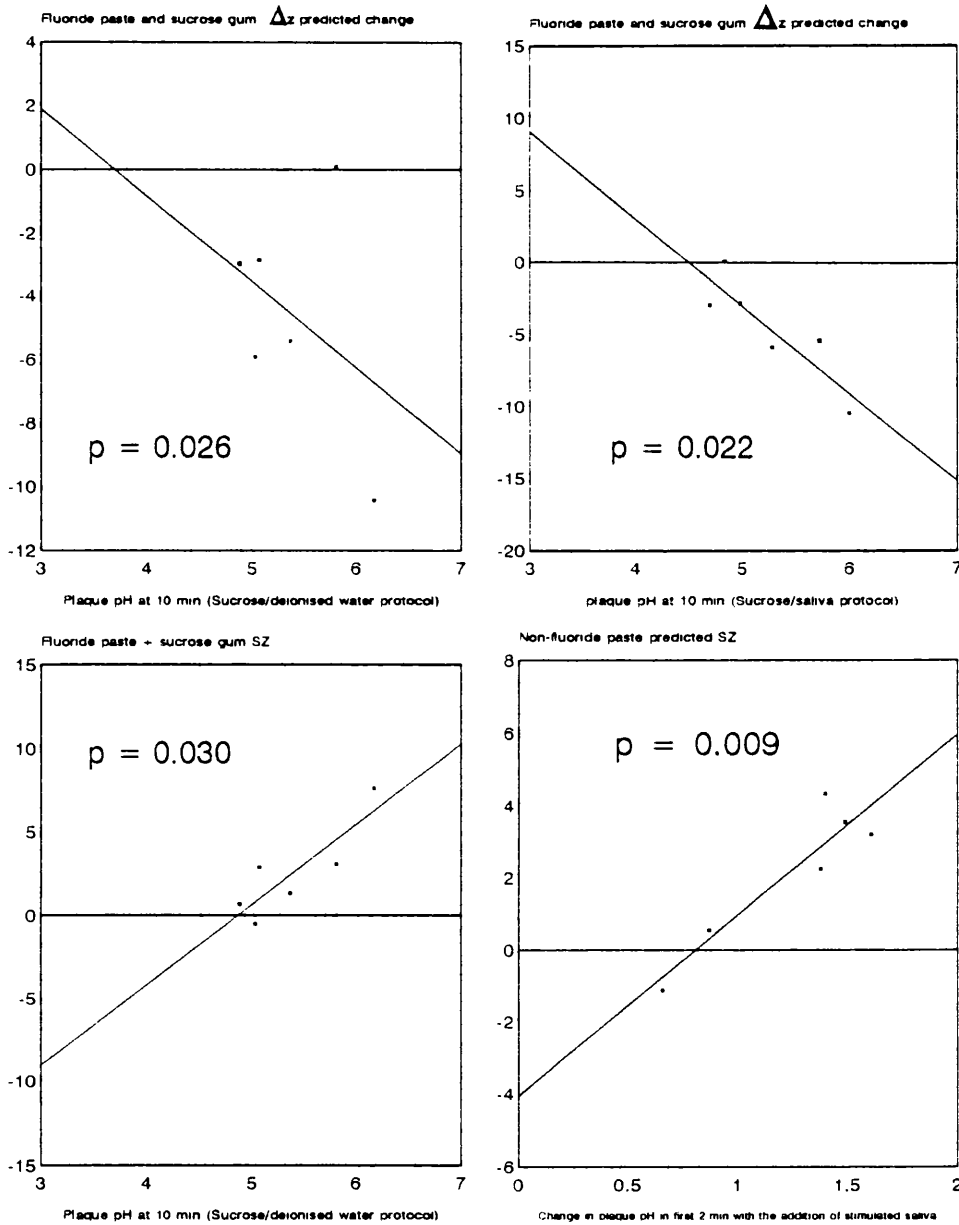 Fluoride paste and sucrose gum Δz predicted change
4
2
0
-2
-4
-6
-8
-10
-12
p = 0.026
3 4 5 6 7
Plaque pH at 10 min (Sucrose/deionised water protocol)
Fluoride paste and sucrose gum Δz predicted change
15
10
5
0
-5
-10
-15
-20
p = 0.022
3 4 5 6 7
plaque pH at 10 min (Sucrose/saliva protocol)
Fluoride paste + sucrose gum SZ
15
10
5
0
-5
-10
-15
p = 0.030
3 4 5 6 7
Plaque pH at 10 min (Sucrose/deionised water protocol)
Non-fluoride paste predicted SZ
8
6
4
2
0
-2
-4
-6
p = 0.009
0 0.5 1 1.5 2
Change in plaque pH in first 2 min with the addition of stimulated saliva